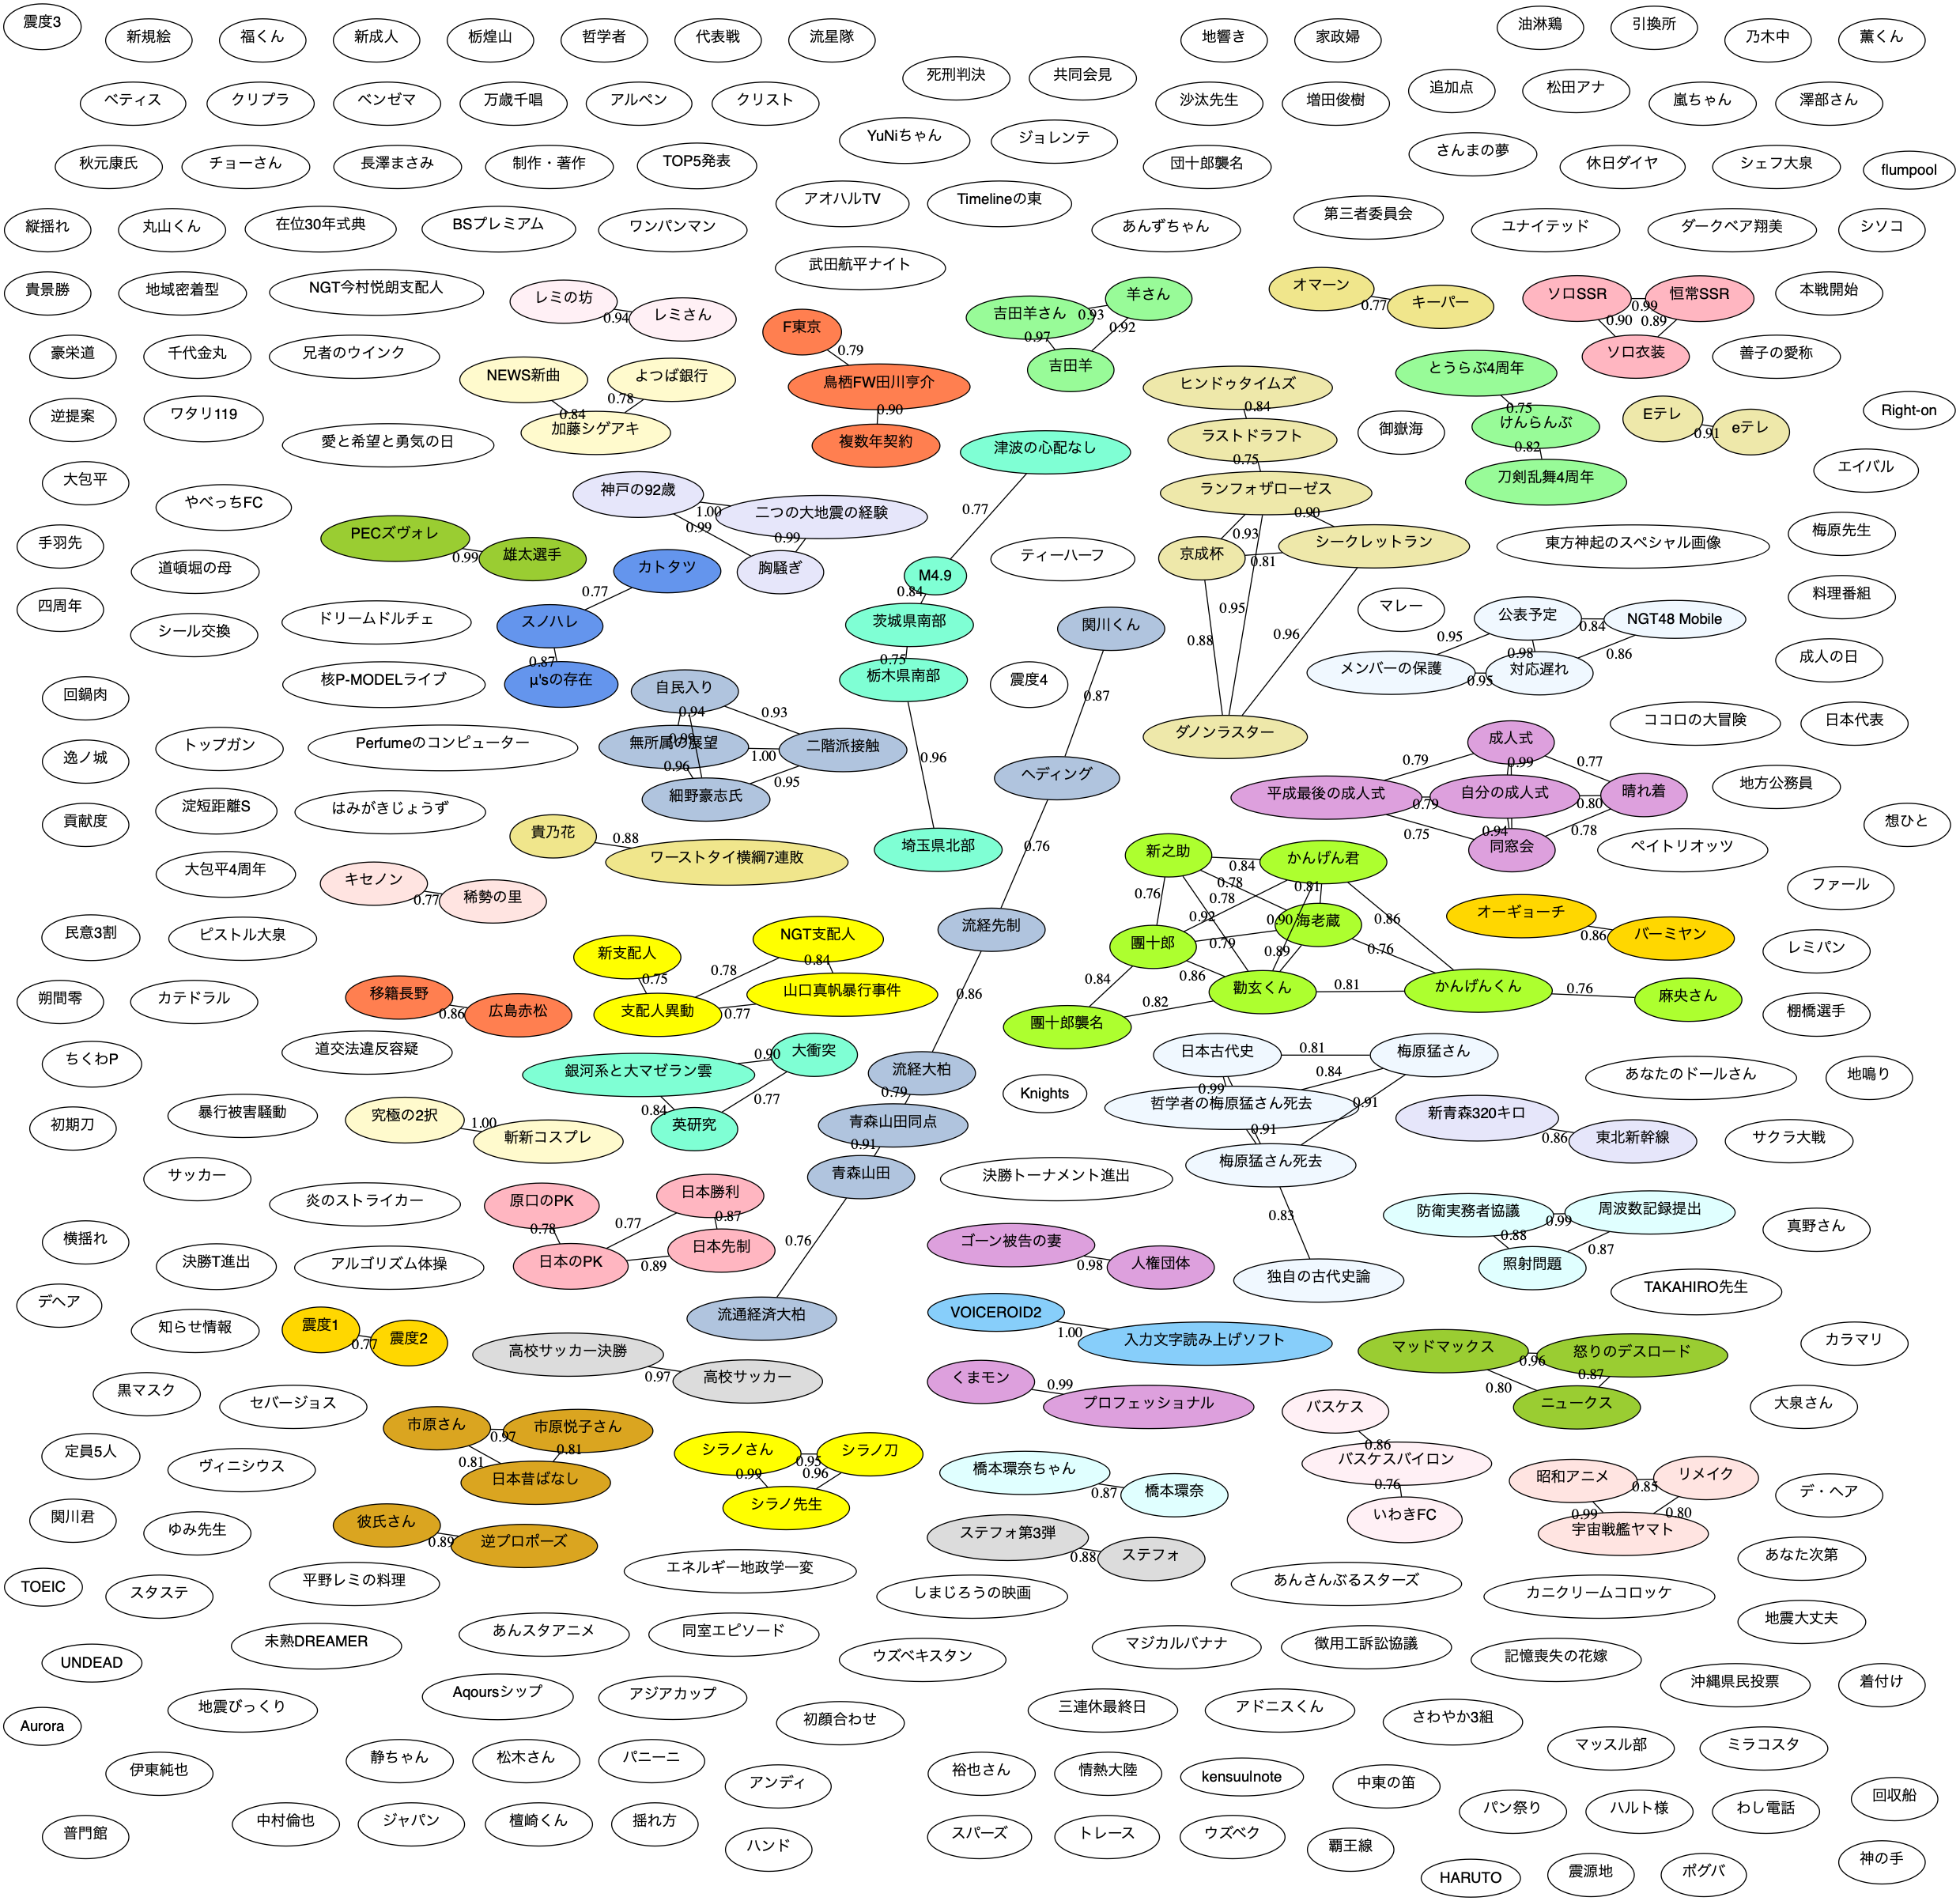 震度3
新規絵
福くん
新成人
栃煌山
哲学者
代表戦
流星隊
地響き
家政婦
油淋鶏
引換所
乃木中
薫くん
死刑判決
共同会見
ベティス
クリプラ
ベンゼマ
万歳千唱
アルペン
クリスト
沙汰先生
増田俊樹
追加点
松田アナ
嵐ちゃん
澤部さん
YuNiちゃん
ジョレンテ
秋元康氏
チョーさん
長澤まさみ
制作・著作
TOP5発表
団十郎襲名
さんまの夢
休日ダイヤ
シェフ大泉
flumpool
アオハルTV
Timelineの東
縦揺れ
丸山くん
在位30年式典
BSプレミアム
ワンパンマン
あんずちゃん
第三者委員会
ユナイテッド
ダークベア翔美
シソコ
武田航平ナイト
貴景勝
地域密着型
NGT今村悦朗支配人
レミの坊
0.94
レミさん
F東京
0.79
鳥栖FW田川亨介
0.90
複数年契約
吉田羊さん
0.93
羊さん
0.97
0.92
吉田羊
オマーン
0.77
キーパー
ソロSSR
0.99
恒常SSR
0.90
0.89
ソロ衣装
本戦開始
豪栄道
千代金丸
兄者のウインク
NEWS新曲
よつば銀行
0.84
0.78
加藤シゲアキ
ヒンドゥタイムズ
0.84
ラストドラフト
0.75
ランフォザローゼス
0.90
0.93
京成杯
0.81
シークレットラン
0.95
0.88
0.96
ダノンラスター
とうらぶ4周年
0.75
けんらんぶ
0.82
刀剣乱舞4周年
善子の愛称
Eテレ
0.91
eテレ
Right-on
逆提案
ワタリ119
愛と希望と勇気の日
御嶽海
津波の心配なし
0.77
M4.9
0.84
茨城県南部
0.75
栃木県南部
0.96
埼玉県北部
大包平
やべっちFC
神戸の92歳
1.00
二つの大地震の経験
0.99
0.99
胸騒ぎ
エイバル
手羽先
道頓堀の母
PECズヴォレ
0.99
雄太選手
カトタツ
0.77
スノハレ
0.87
μ'sの存在
ティーハーフ
東方神起のスペシャル画像
梅原先生
四周年
シール交換
ドリームドルチェ
関川くん
0.87
ヘディング
0.76
流経先制
0.86
流経大柏
0.79
青森山田同点
0.91
青森山田
0.76
流通経済大柏
マレー
公表予定
0.84
NGT48 Mobile
0.95
0.98
0.86
メンバーの保護
0.95
対応遅れ
料理番組
回鍋肉
核P-MODELライブ
自民入り
0.94
0.93
無所属の展望
1.00
二階派接触
0.96
0.95
細野豪志氏
震度4
成人の日
逸ノ城
トップガン
Perfumeのコンピューター
成人式
0.99
0.79
0.77
平成最後の成人式
0.79
自分の成人式
0.80
晴れ着
0.75
0.94
0.78
同窓会
ココロの大冒険
日本代表
貢献度
淀短距離S
はみがきじょうず
貴乃花
0.88
ワーストタイ横綱7連敗
地方公務員
想ひと
大包平4周年
キセノン
0.77
稀勢の里
新之助
0.84
かんげん君
0.78
0.81
0.76
0.78
0.92
0.90
海老蔵
0.86
團十郎
0.79
0.89
0.76
0.84
0.86
勸玄くん
0.81
かんげんくん
0.76
麻央さん
0.82
團十郎襲名
ペイトリオッツ
ファール
民意3割
ピストル大泉
新支配人
NGT支配人
0.75
0.78
0.84
支配人異動
0.77
山口真帆暴行事件
オーギョーチ
0.86
バーミヤン
レミパン
朔間零
カテドラル
移籍長野
0.86
広島赤松
棚橋選手
ちくわP
道交法違反容疑
銀河系と大マゼラン雲
0.90
大衝突
0.84
0.77
英研究
Knights
日本古代史
0.81
梅原猛さん
0.99
0.84
哲学者の梅原猛さん死去
0.91
0.91
梅原猛さん死去
0.83
独自の古代史論
あなたのドールさん
地鳴り
初期刀
暴行被害騒動
究極の2択
1.00
斬新コスプレ
新青森320キロ
0.86
東北新幹線
サクラ大戦
サッカー
炎のストライカー
原口のPK
日本勝利
0.78
0.77
0.87
日本のPK
0.89
日本先制
決勝トーナメント進出
防衛実務者協議
0.99
周波数記録提出
0.88
0.87
照射問題
真野さん
横揺れ
決勝T進出
アルゴリズム体操
ゴーン被告の妻
0.98
人権団体
TAKAHIRO先生
デヘア
知らせ情報
震度1
0.77
震度2
高校サッカー決勝
0.97
高校サッカー
VOICEROID2
1.00
入力文字読み上げソフト
マッドマックス
0.96
怒りのデスロード
0.80
0.87
ニュークス
カラマリ
黒マスク
セバージョス
くまモン
0.99
プロフェッショナル
大泉さん
定員5人
ヴィニシウス
市原さん
0.97
市原悦子さん
0.81
0.81
日本昔ばなし
シラノさん
0.95
シラノ刀
0.99
0.96
シラノ先生
橋本環奈ちゃん
0.87
橋本環奈
バスケス
0.86
バスケスバイロン
0.76
いわきFC
昭和アニメ
0.85
リメイク
0.99
0.80
宇宙戦艦ヤマト
デ・ヘア
関川君
ゆみ先生
彼氏さん
0.89
逆プロポーズ
ステフォ第3弾
0.88
ステフォ
あなた次第
TOEIC
スタステ
平野レミの料理
エネルギー地政学一変
しまじろうの映画
あんさんぶるスターズ
カニクリームコロッケ
地震大丈夫
UNDEAD
未熟DREAMER
あんスタアニメ
同室エピソード
ウズベキスタン
マジカルバナナ
徴用工訴訟協議
記憶喪失の花嫁
沖縄県民投票
着付け
Aurora
地震びっくり
Aqoursシップ
アジアカップ
初顔合わせ
三連休最終日
アドニスくん
さわやか3組
マッスル部
ミラコスタ
伊東純也
静ちゃん
松木さん
パニーニ
アンディ
裕也さん
情熱大陸
kensuulnote
中東の笛
パン祭り
ハルト様
わし電話
回収船
普門館
中村倫也
ジャパン
檀崎くん
揺れ方
ハンド
スパーズ
トレース
ウズベク
覇王線
HARUTO
震源地
ポグバ
神の手